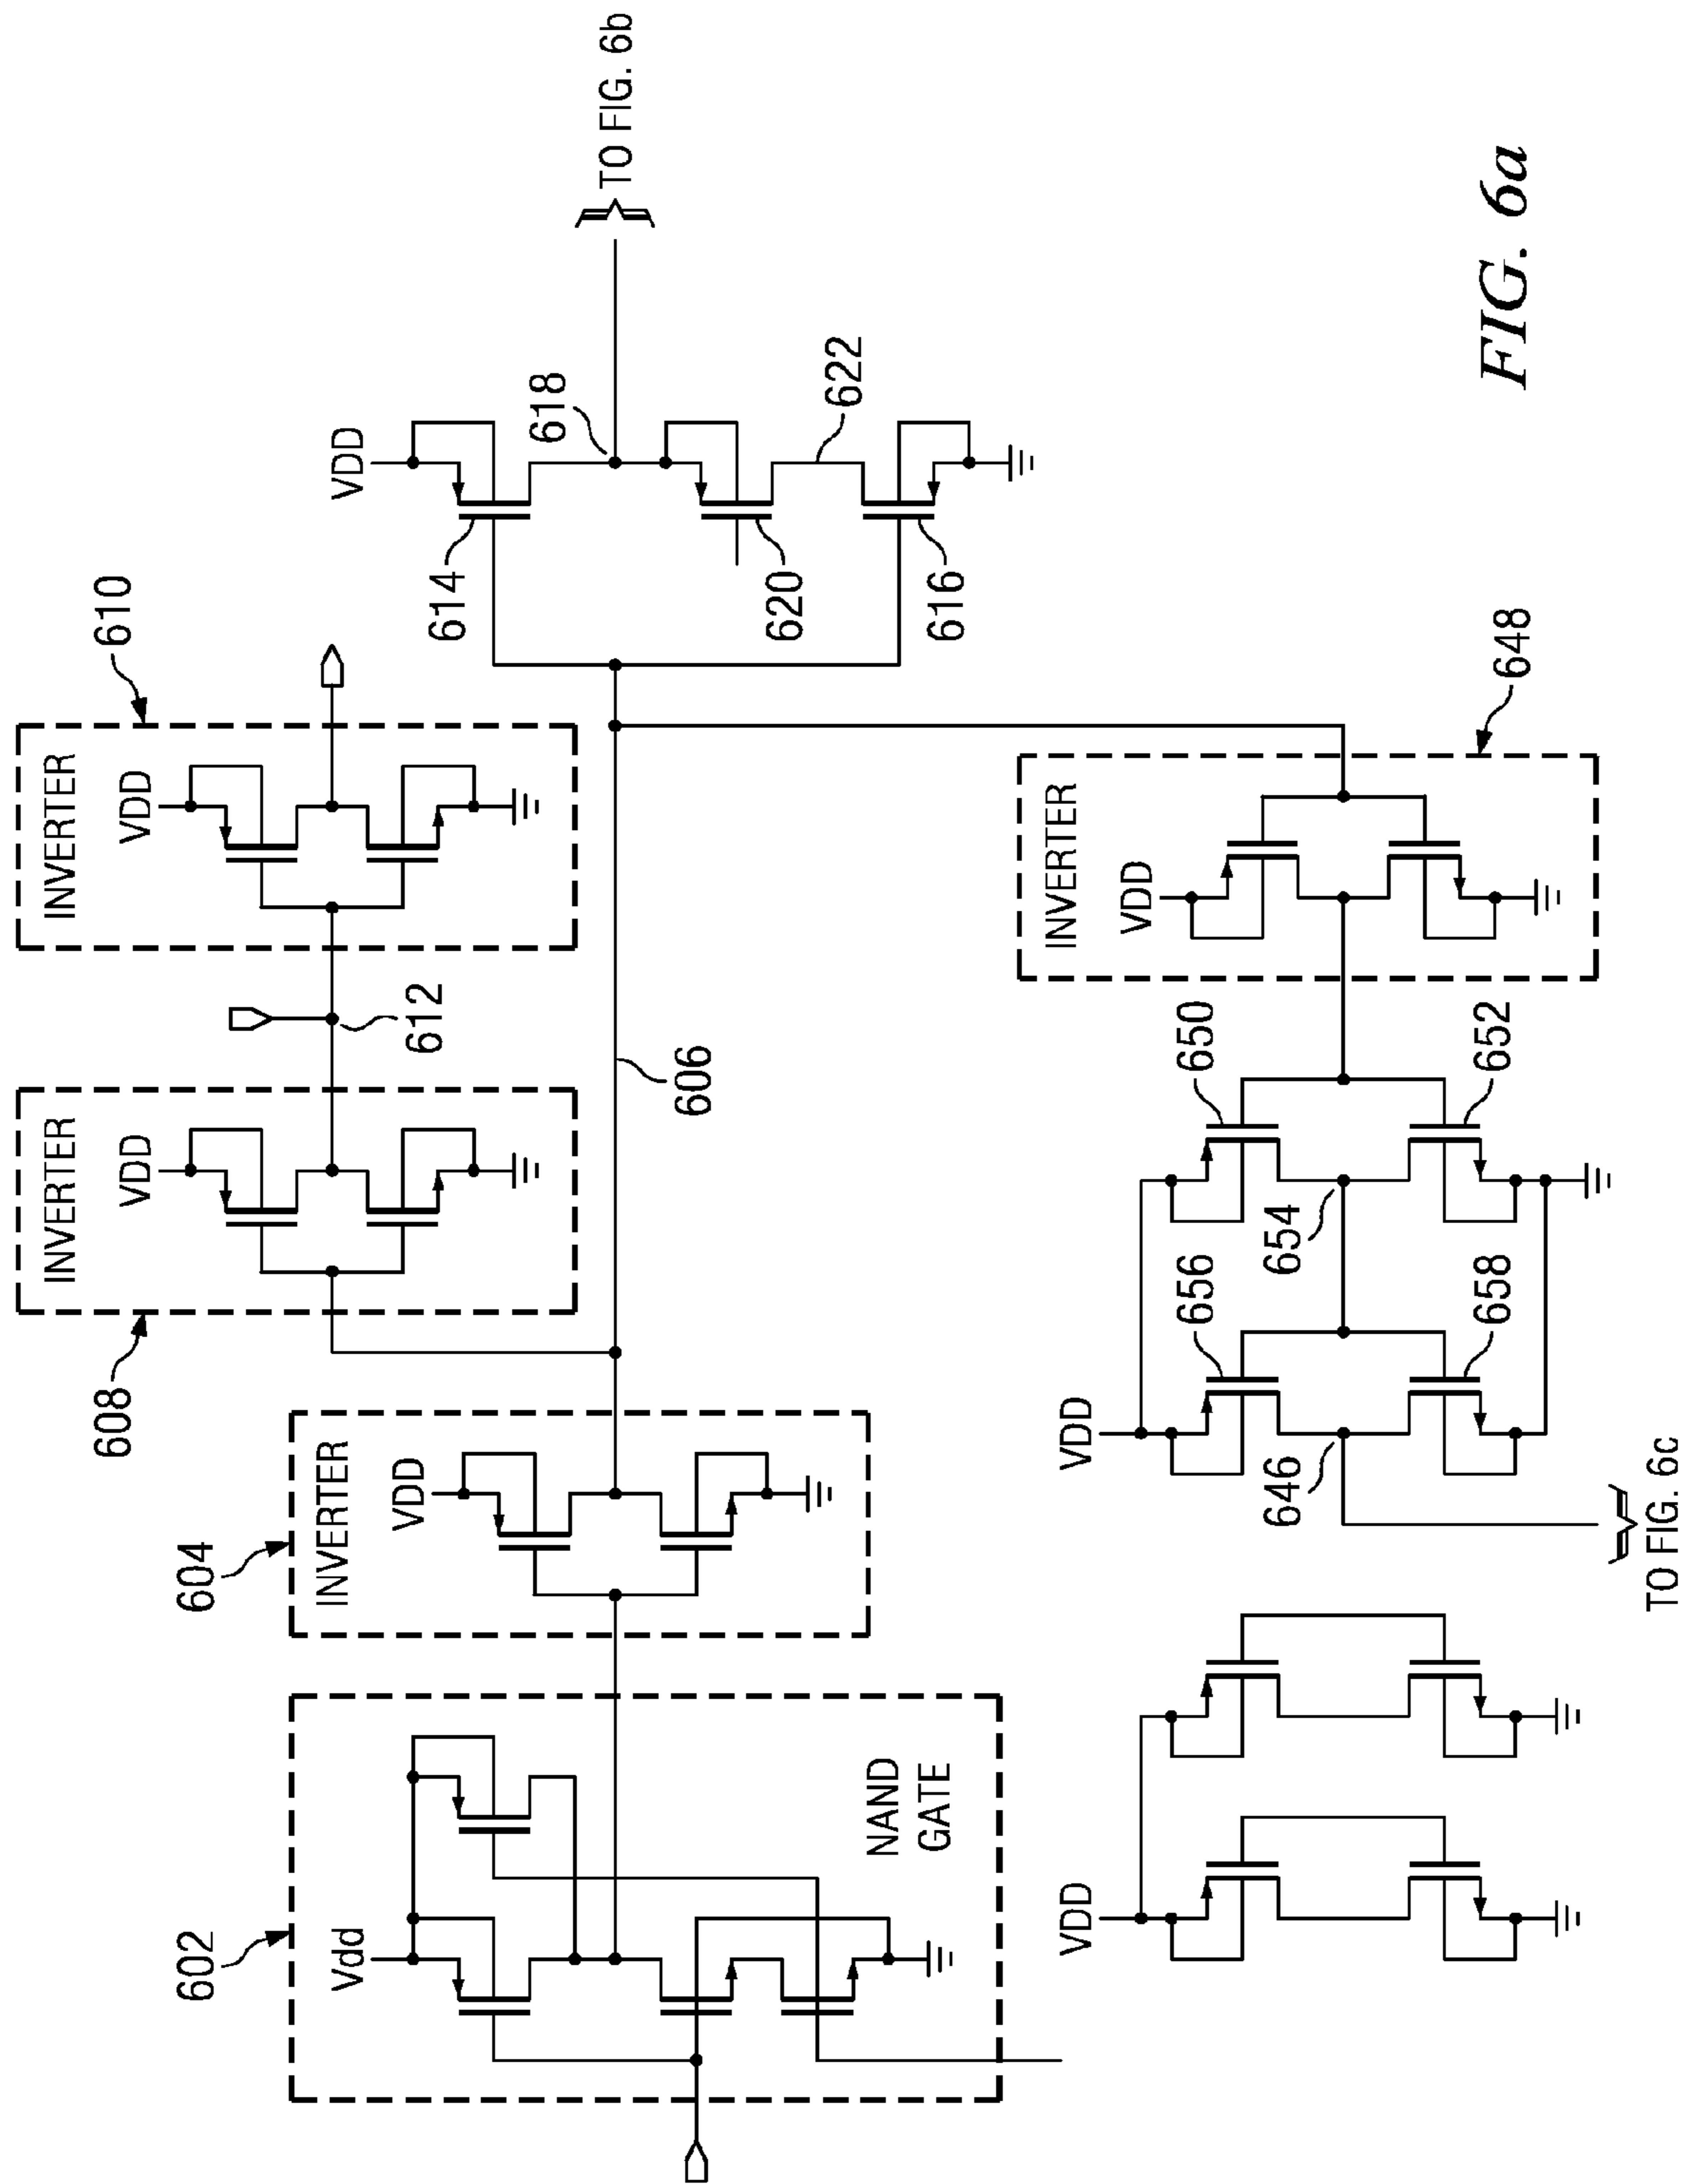 602
Vdd
NAND
GATE
604
INVERTER
VDD
608
INVERTER
VDD
612
610
INVERTER
VDD
606
VDD
614
618
620
622
616
TO FIG. 6b
VDD
VDD
656
646
658
650
654
652
INVERTER
VDD
648
TO FIG. 6c
FIG. 6a